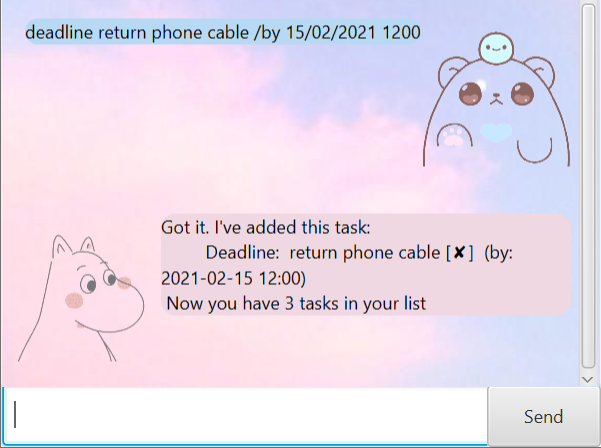 deadline return phone cable /by 15/02/2021 1200
Got it. I've added this task:
Deadline:  return phone cable [✘]  (by:
2021-02-15 12:00)
Now you have 3 tasks in your list
Send